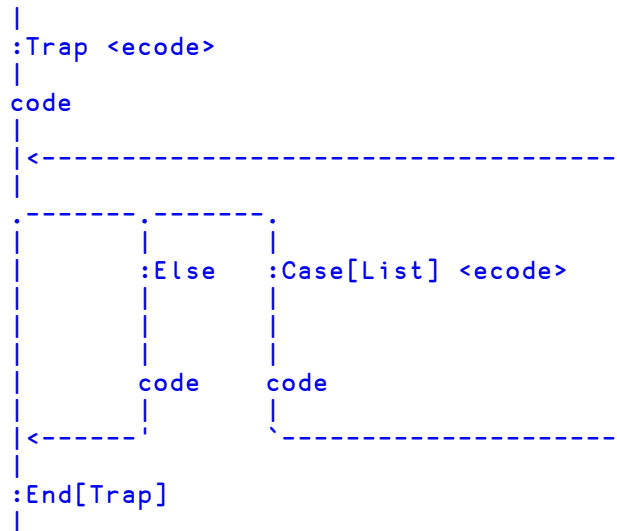 :Trap <ecode>
code
:Else :Case[List] <ecode>
code code
:End[Trap]